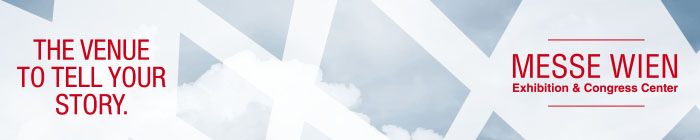 THE VENUE
TO TELL YOUR
STORY.
MESSE WIEN
Exhibition & Congress Center